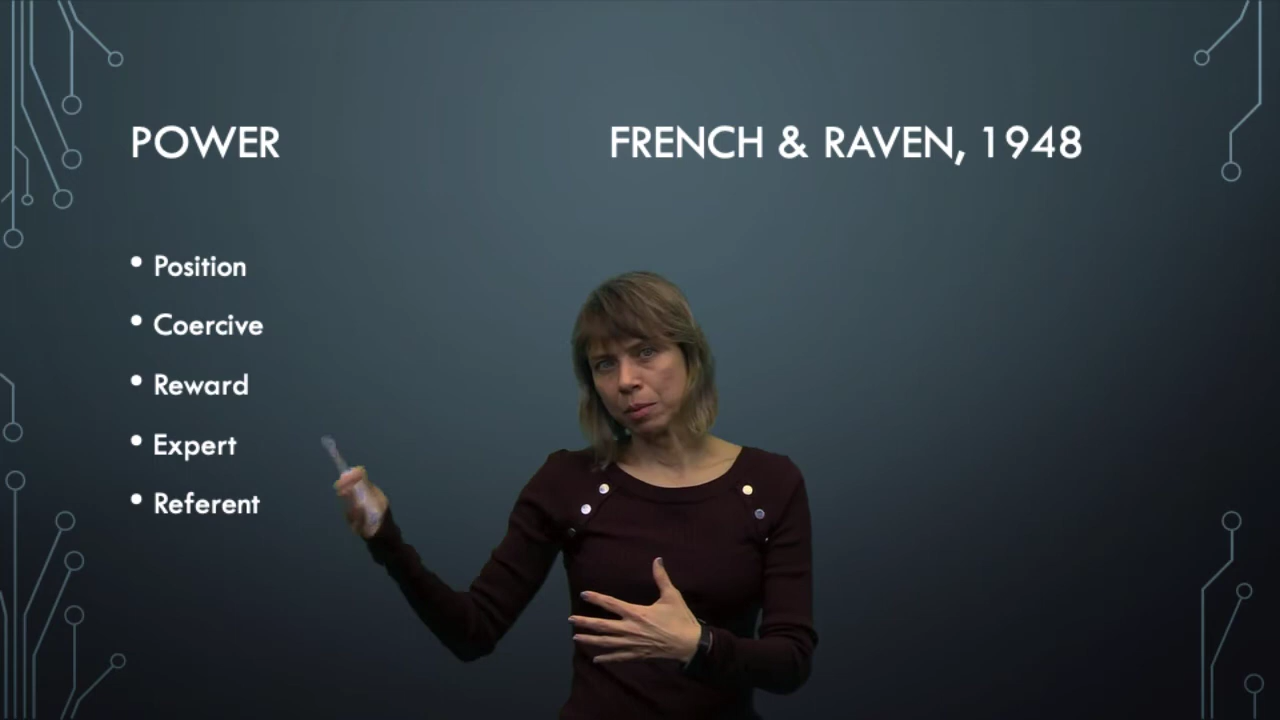 POWER
FRENCH & RAVEN, 1948
• Position
• Coercive
• Reward
• Expert
• Referent